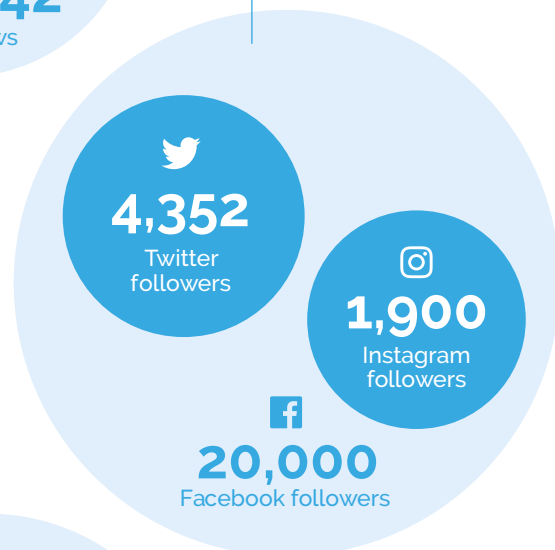 4,352
Twitter
followers
1,900
Instagram
followers
20,000
Facebook followers